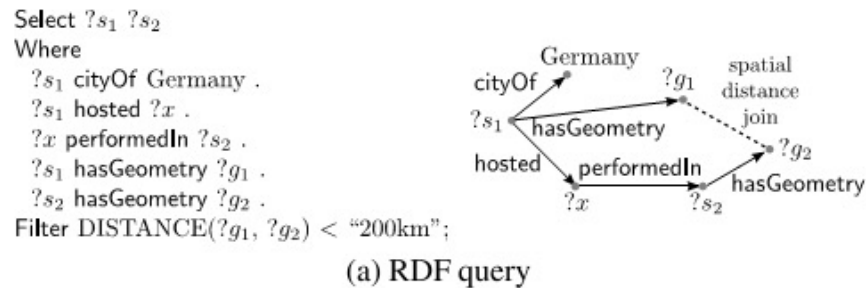 Select ?s₁ ?s₂
Where
?s₁ cityOf Germany .
?s₁ hosted ?x .
?x performedIn ?s₂ .
?s₁ hasGeometry ?g₁ .
?s₂ hasGeometry ?g₂ .
Filter DISTANCE(?g₁, ?g₂) < “200km”;
Germany
cityOf
?g₁
spatial
distance
join
?s₁
hasGeometry
?g₂
hosted
performedIn
hasGeometry
?x
?s₂
(a) RDF query